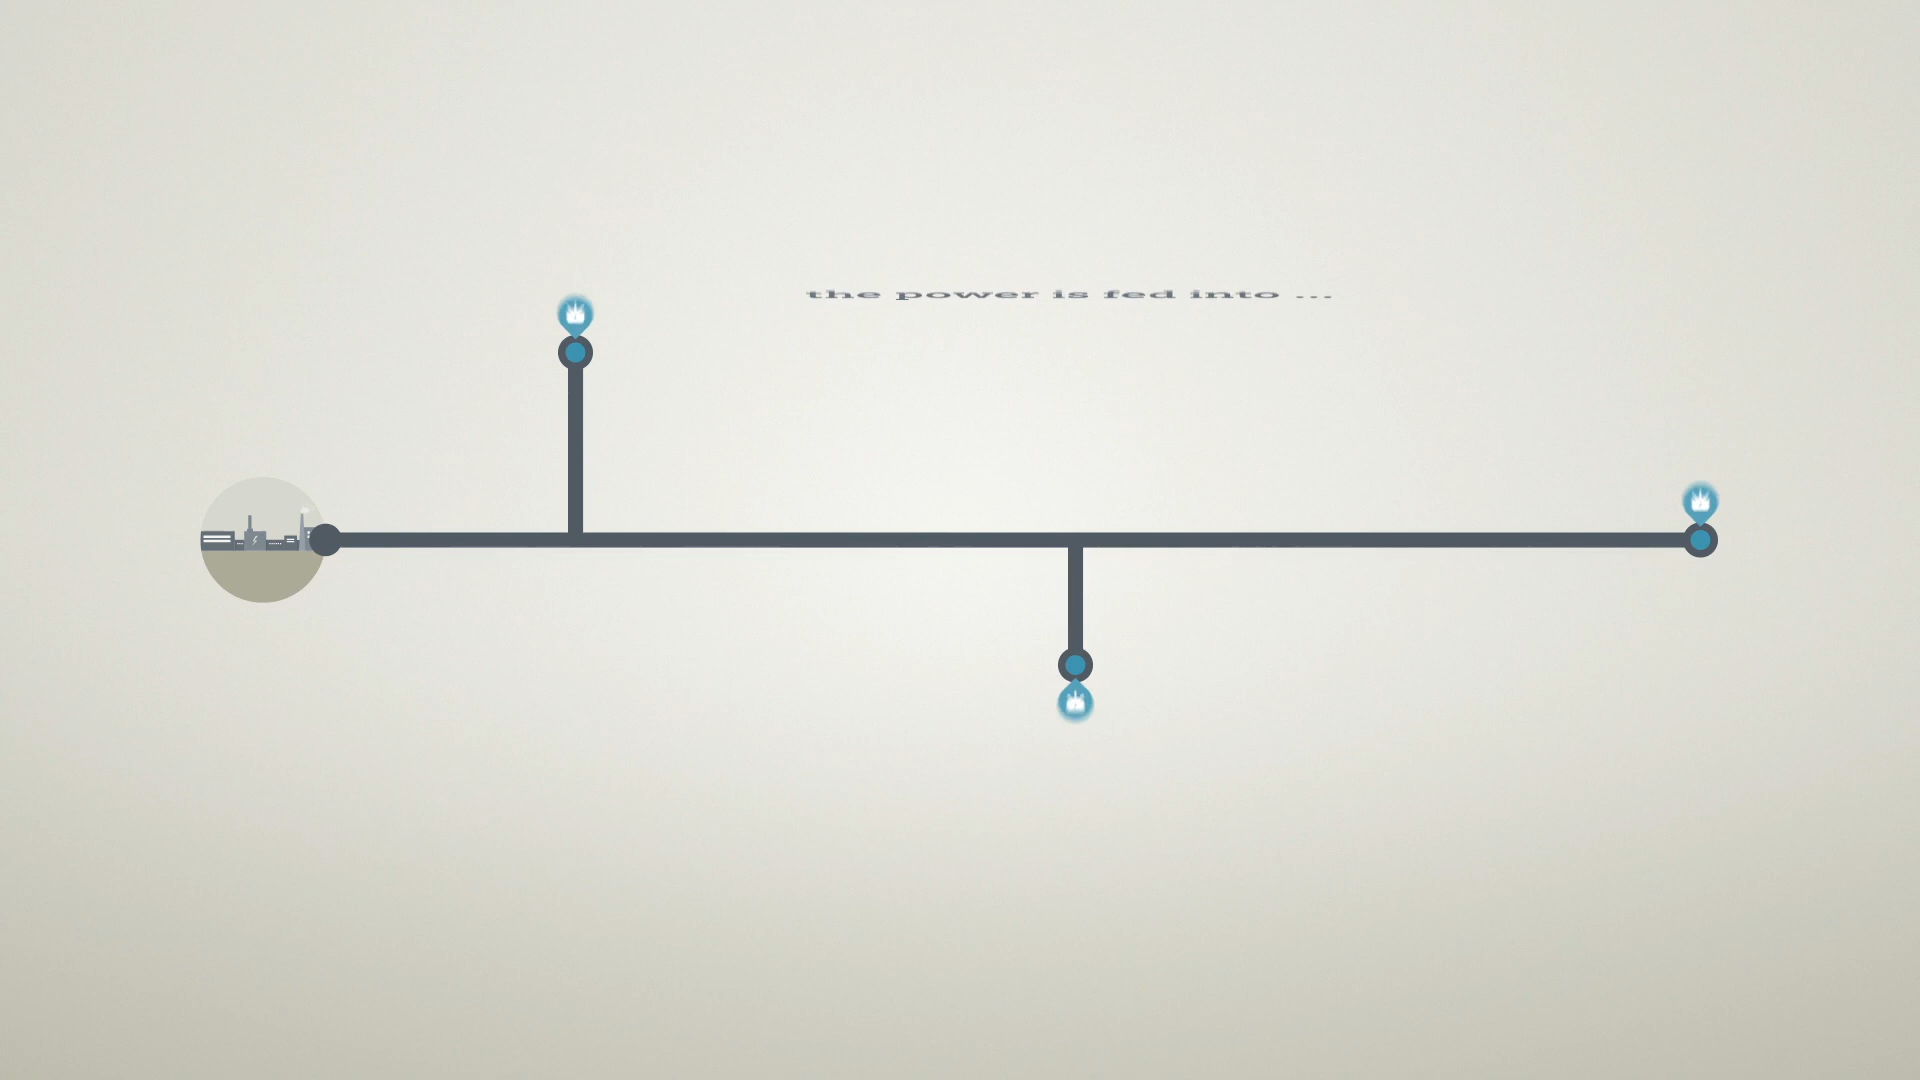 the power is fed into ...